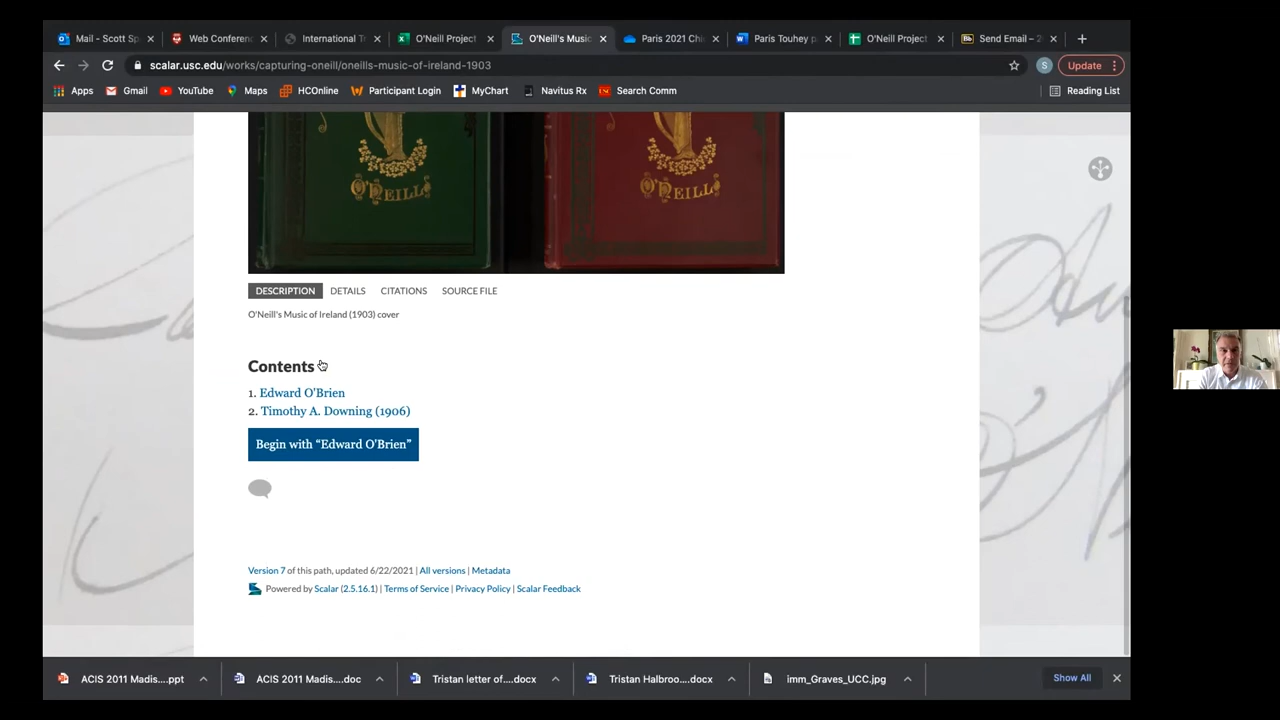 Mail - Scott Sp
Web Conferen
International T
O'Neill Project
O'Neill's Music
Paris 2021 Chi
Paris Touhey p
O'Neill Project
Send Email – 2
scalar.usc.edu/works/capturing-oneill/oneills-music-of-ireland-1903
S
Update
Apps
Gmail
YouTube
Maps
HCOnline
Participant Login
MyChart
Navitus Rx
Search Comm
Reading List
O'NEILL
O'NEILL
DESCRIPTION DETAILS CITATIONS SOURCE FILE
O'Neill's Music of Ireland (1903) cover
Contents
1. Edward O'Brien
2. Timothy A. Downing (1906)
Begin with “Edward O'Brien”
Version 7 of this path, updated 6/22/2021 | All versions | Metadata
Powered by Scalar (2.5.16.1) | Terms of Service | Privacy Policy | Scalar Feedback
ACIS 2011 Madis....ppt
ACIS 2011 Madis....doc
Tristan letter of....docx
Tristan Halbroo....docx
imm_Graves_UCC.jpg
Show All